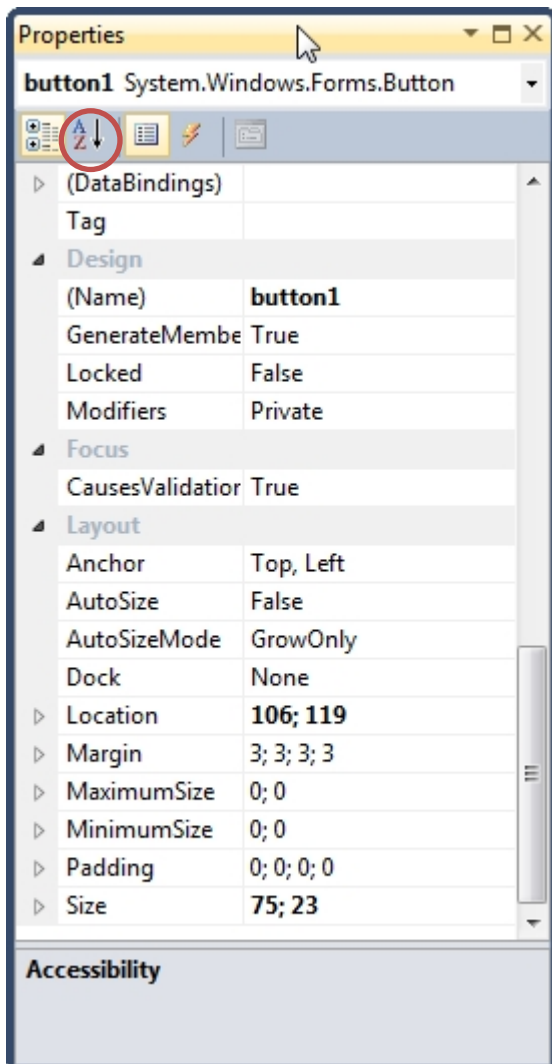 Properties
button1 System.Windows.Forms.Button
A
Z
(DataBindings)
Tag
Design
(Name) button1
GenerateMembe True
Locked False
Modifiers Private
Focus
CausesValidation True
Layout
Anchor Top, Left
AutoSize False
AutoSizeMode GrowOnly
Dock None
Location 106; 119
Margin 3; 3; 3; 3
MaximumSize 0; 0
MinimumSize 0; 0
Padding 0; 0; 0; 0
Size 75; 23
Accessibility